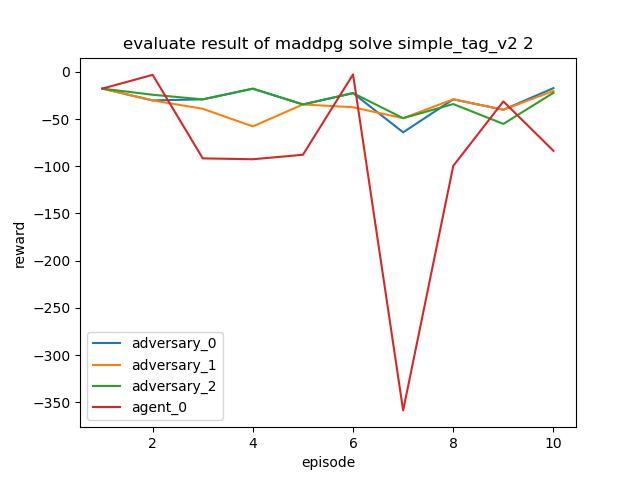 evaluate result of maddpg solve simple_tag_v2 2
0
−50
−100
−150
−200
−250
−300
−350
reward
adversary_0
adversary_1
adversary_2
agent_0
2
4
6
8
10
episode